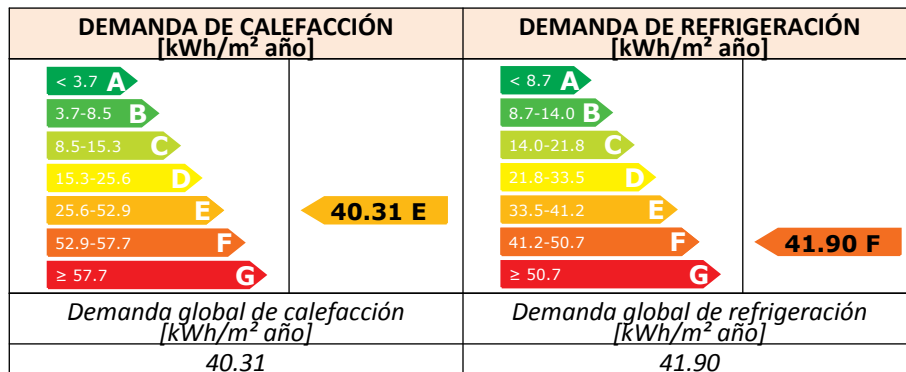 DEMANDA DE CALEFACCIÓN
[kWh/m² año]
DEMANDA DE REFRIGERACIÓN
[kWh/m² año]
< 3.7 A
3.7-8.5 B
8.5-15.3 C
15.3-25.6 D
25.6-52.9 E
52.9-57.7 F
≥ 57.7 G
40.31 E
< 8.7 A
8.7-14.0 B
14.0-21.8 C
21.8-33.5 D
33.5-41.2 E
41.2-50.7 F
≥ 50.7 G
41.90 F
Demanda global de calefacción
[kWh/m² año]
Demanda global de refrigeración
[kWh/m² año]
40.31
41.90